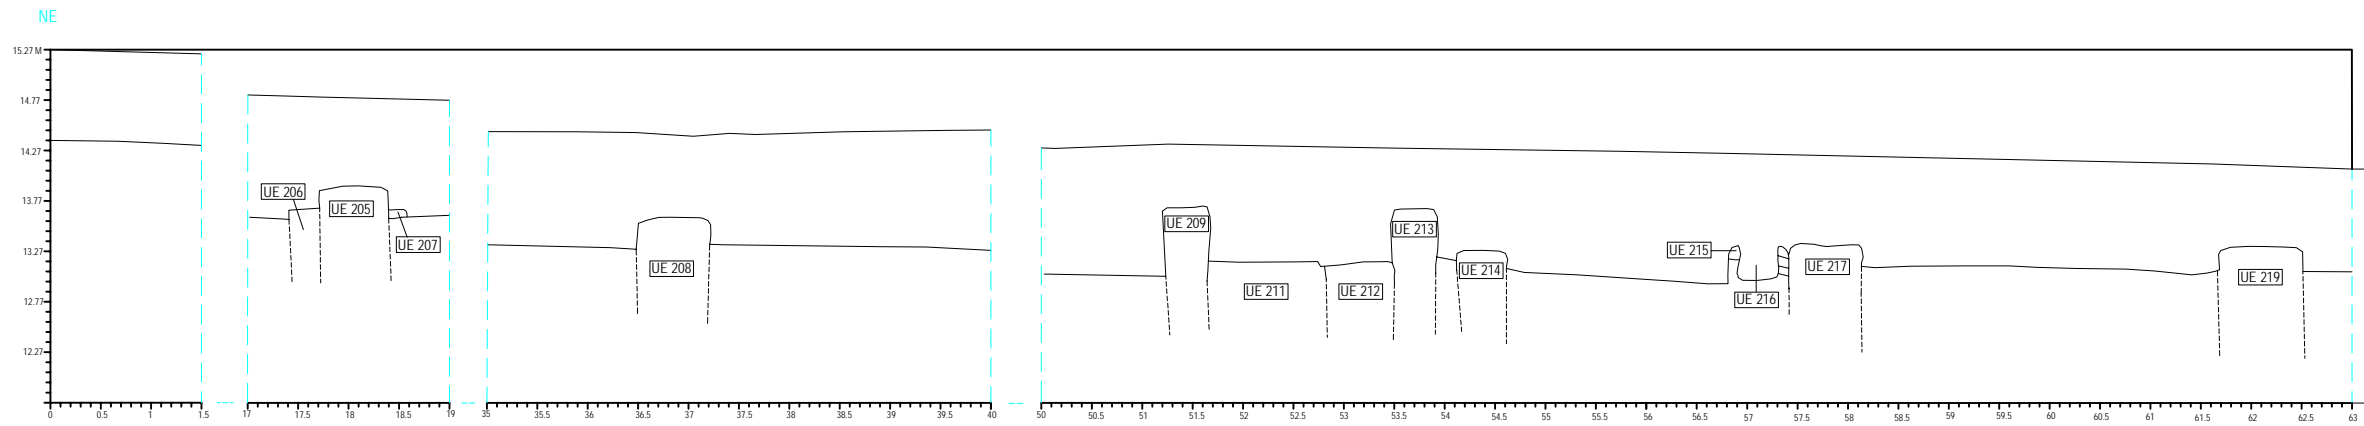 NE
15.27 M
14.77
14.27
13.77
13.27
12.77
12.27
UE 206
UE 205
UE 207
UE 208
UE 209
UE 211
UE 212
UE 213
UE 214
UE 215
UE 216
UE 217
UE 219
0 0.5 1 1.5 17 17.5 18 18.5 19 35 35.5 36 36.5 37 37.5 38 38.5 39 39.5 40 50 50.5 51 51.5 52 52.5 53 53.5 54 54.5 55 55.5 56 56.5 57 57.5 58 58.5 59 59.5 60 60.5 61 61.5 62 62.5 63